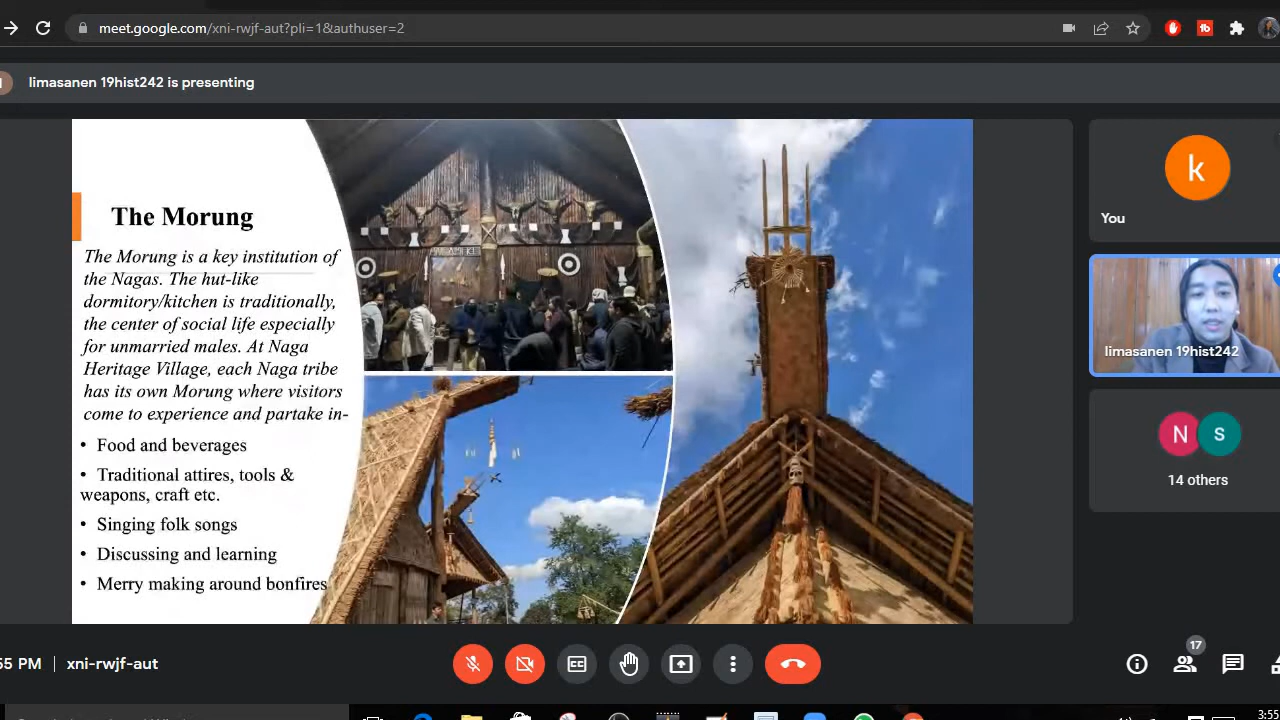 meet.google.com/xni-rwjf-aut?pli=1&authuser=2
limasanen 19hist242 is presenting
The Morung
The Morung is a key institution of
the Nagas. The hut-like
dormitory/kitchen is traditionally,
the center of social life especially
for unmarried males. At Naga
Heritage Village, each Naga tribe
has its own Morung where visitors
come to experience and partake in-
• Food and beverages
• Traditional attires, tools &
weapons, craft etc.
• Singing folk songs
• Discussing and learning
• Merry making around bonfires
k
You
limasanen 19hist242
N S
14 others
55 PM | xni-rwjf-aut
17
3:55